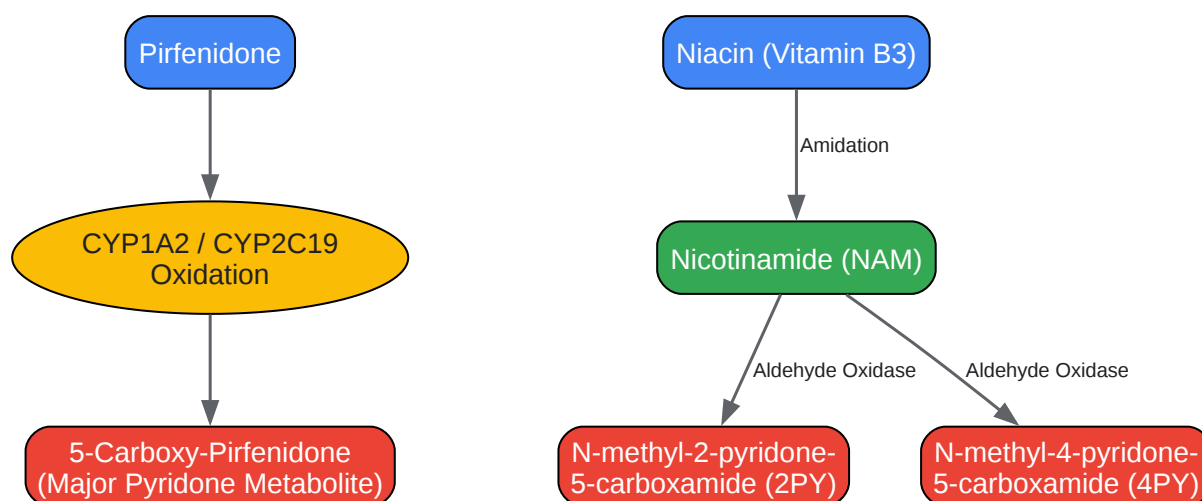 Pirfenidone
Niacin (Vitamin B3)
Amidation
CYP1A2 / CYP2C19
Oxidation
Nicotinamide (NAM)
Aldehyde Oxidase
Aldehyde Oxidase
5-Carboxy-Pirfenidone
(Major Pyridone Metabolite)
N-methyl-2-pyridone-
5-carboxamide (2PY)
N-methyl-4-pyridone-
5-carboxamide (4PY)